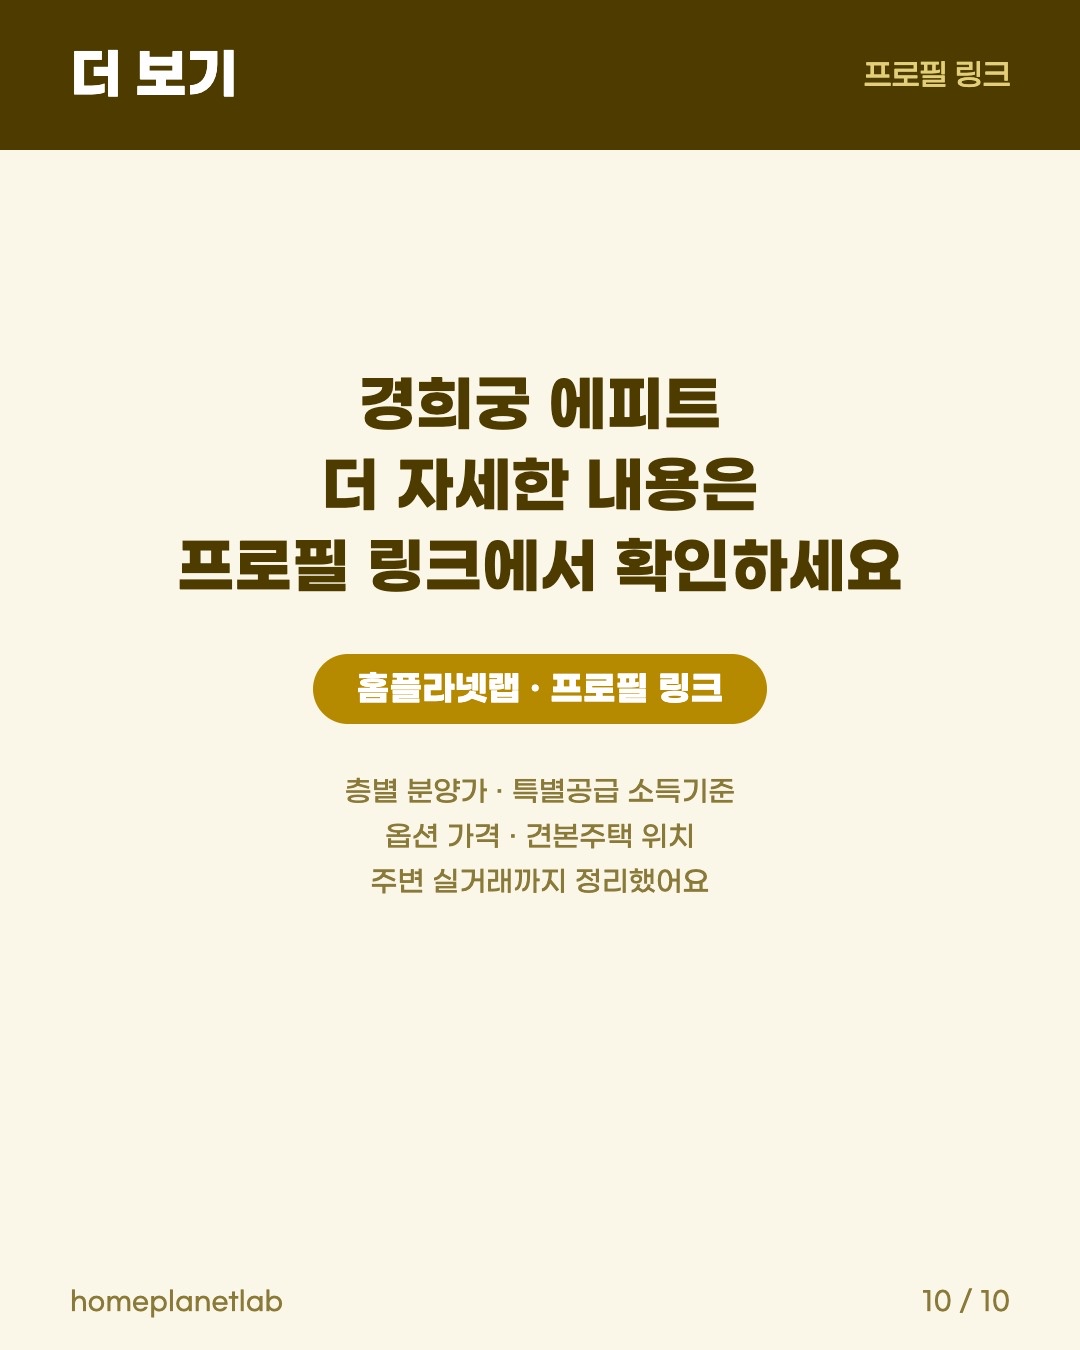 더 보기
프로필 링크
경희궁 에피트
더 자세한 내용은
프로필 링크에서 확인하세요
홈플라넷랩 · 프로필 링크
층별 분양가 · 특별공급 소득기준
옵션 가격 · 견본주택 위치
주변 실거래까지 정리했어요
homeplanetlab
10 / 10